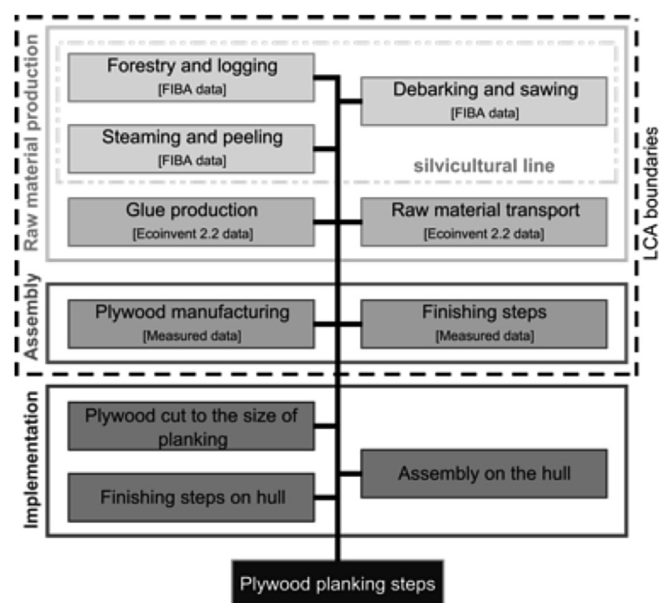 Raw material production
Forestry and logging
[FIBA data]
Debarking and sawing
[FIBA data]
Steaming and peeling
[FIBA data]
silvicultural line
Glue production
[Ecoinvent 2.2 data]
Raw material transport
[Ecoinvent 2.2 data]
LCA boundaries
Assembly
Plywood manufacturing
[Measured data]
Finishing steps
[Measured data]
Implementation
Plywood cut to the size of
planking
Assembly on the hull
Finishing steps on hull
Plywood planking steps